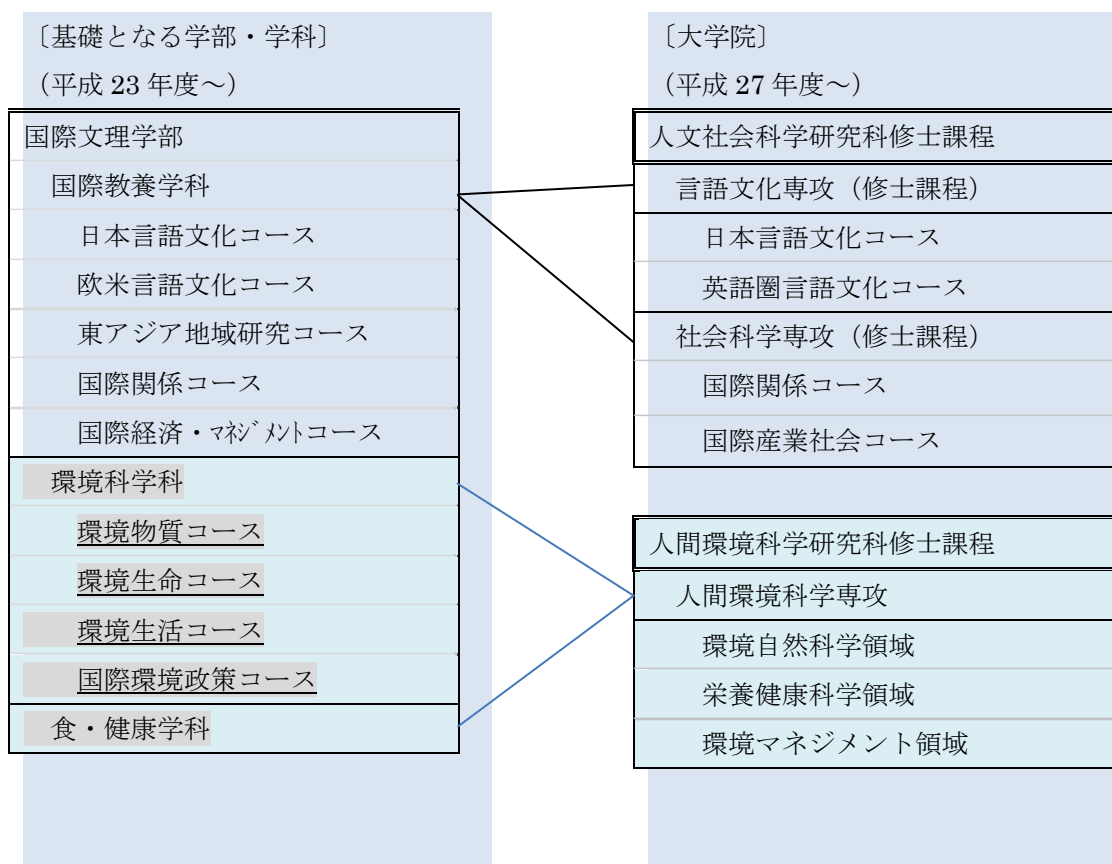 〔基礎となる学部・学科〕
（平成 23 年度～）
国際文理学部
国際教養学科
日本言語文化コース
欧米言語文化コース
東アジア地域研究コース
国際関係コース
国際経済・ﾏﾈｼﾞﾒﾝﾄコース
環境科学科
環境物質コース
環境生命コース
環境生活コース
国際環境政策コース
食・健康学科
〔大学院〕
（平成 27 年度～）
人文社会科学研究科修士課程
言語文化専攻（修士課程）
日本言語文化コース
英語圏言語文化コース
社会科学専攻（修士課程）
国際関係コース
国際産業社会コース
人間環境科学研究科修士課程
人間環境科学専攻
環境自然科学領域
栄養健康科学領域
環境マネジメント領域